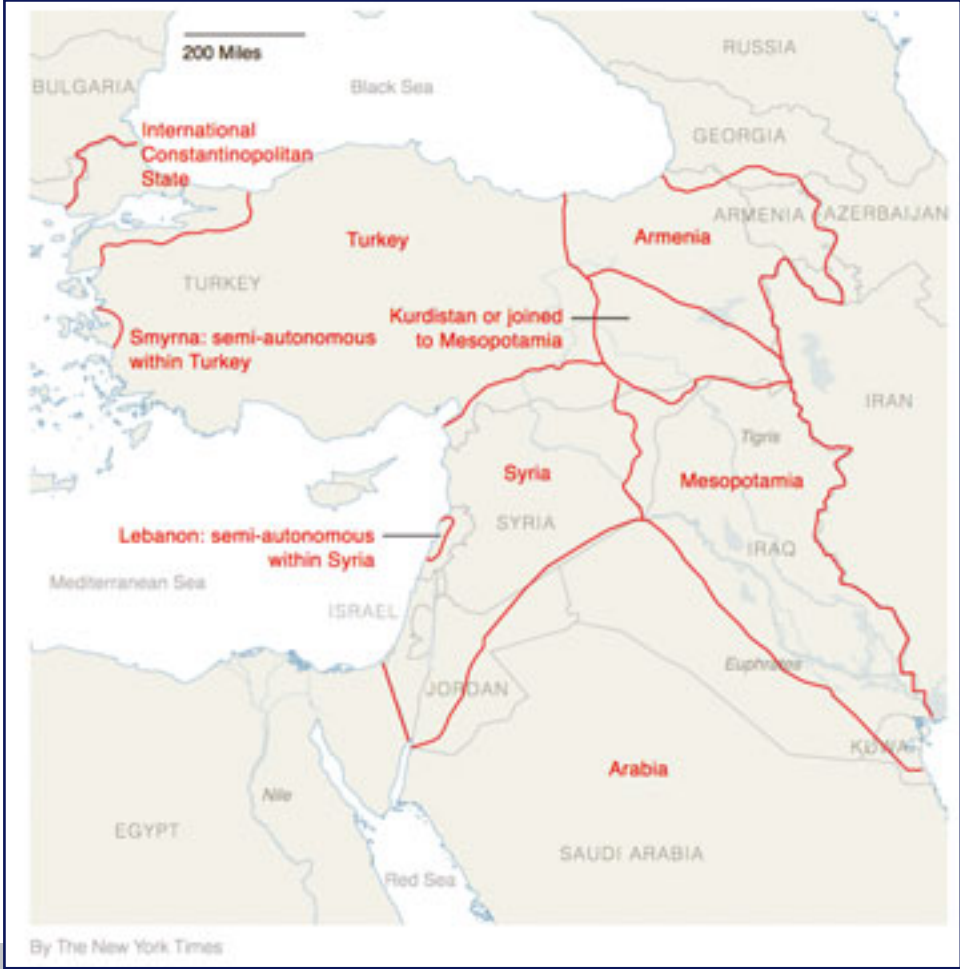 200 Miles
RUSSIA
BULGARIA
Black Sea
International
Constantinopolitan
State
GEORGIA
ARMENIA
AZERBAIJAN
Turkey
Armenia
TURKEY
Kurdistan or joined
to Mesopotamia
Smyrna: semi-autonomous
within Turkey
IRAN
Tigris
Syria
Mesopotamia
SYRIA
Lebanon: semi-autonomous
within Syria
IRAQ
Mediterranean Sea
ISRAEL
Euphrates
JORDAN
KUWAIT
Arabia
Nile
EGYPT
SAUDI ARABIA
Red Sea
By The New York Times